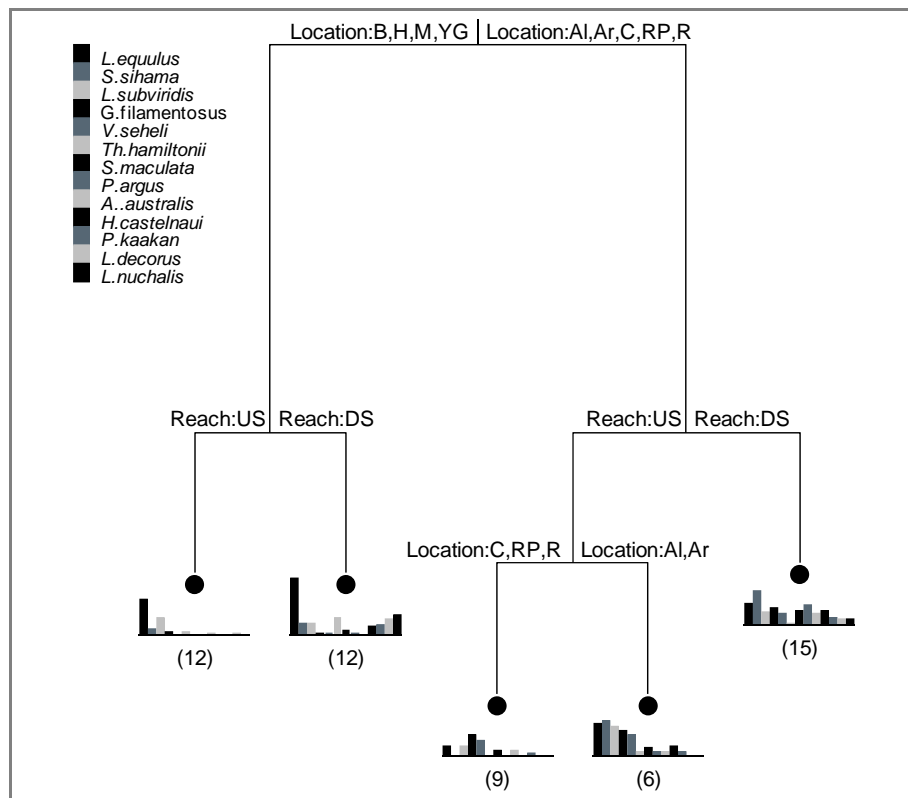 Location:B,H,M,YG Location:Al,Ar,C,RP,R
L.equulus
S.sihama
L.subviridis
G.filamentosus
V.seheli
Th.hamiltonii
S.maculata
P.argus
A..australis
H.castelnaui
P.kaakan
L.decorus
L.nuchalis
Reach:US Reach:DS Reach:US Reach:DS
Location:C,RP,R Location:Al,Ar
(12) (12) (15)
(9) (6)